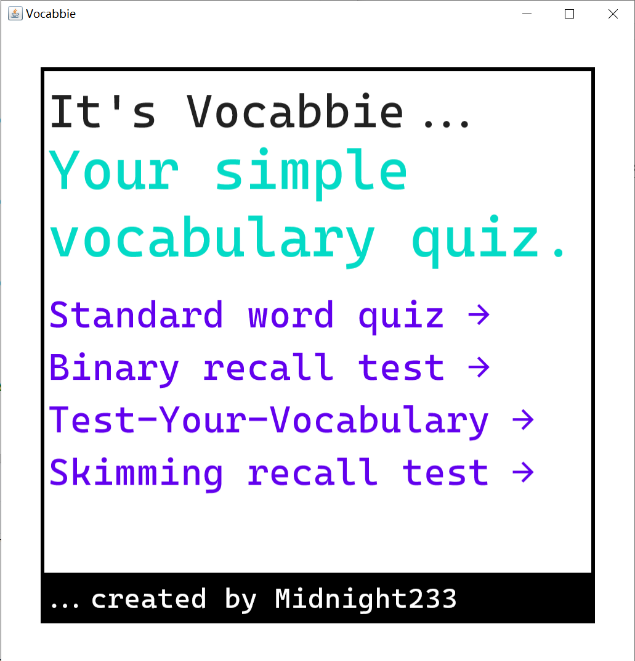 Vocabbie
It's Vocabbie ...
Your simple
vocabulary quiz.
Standard word quiz →
Binary recall test →
Test-Your-Vocabulary →
Skimming recall test →
... created by Midnight233